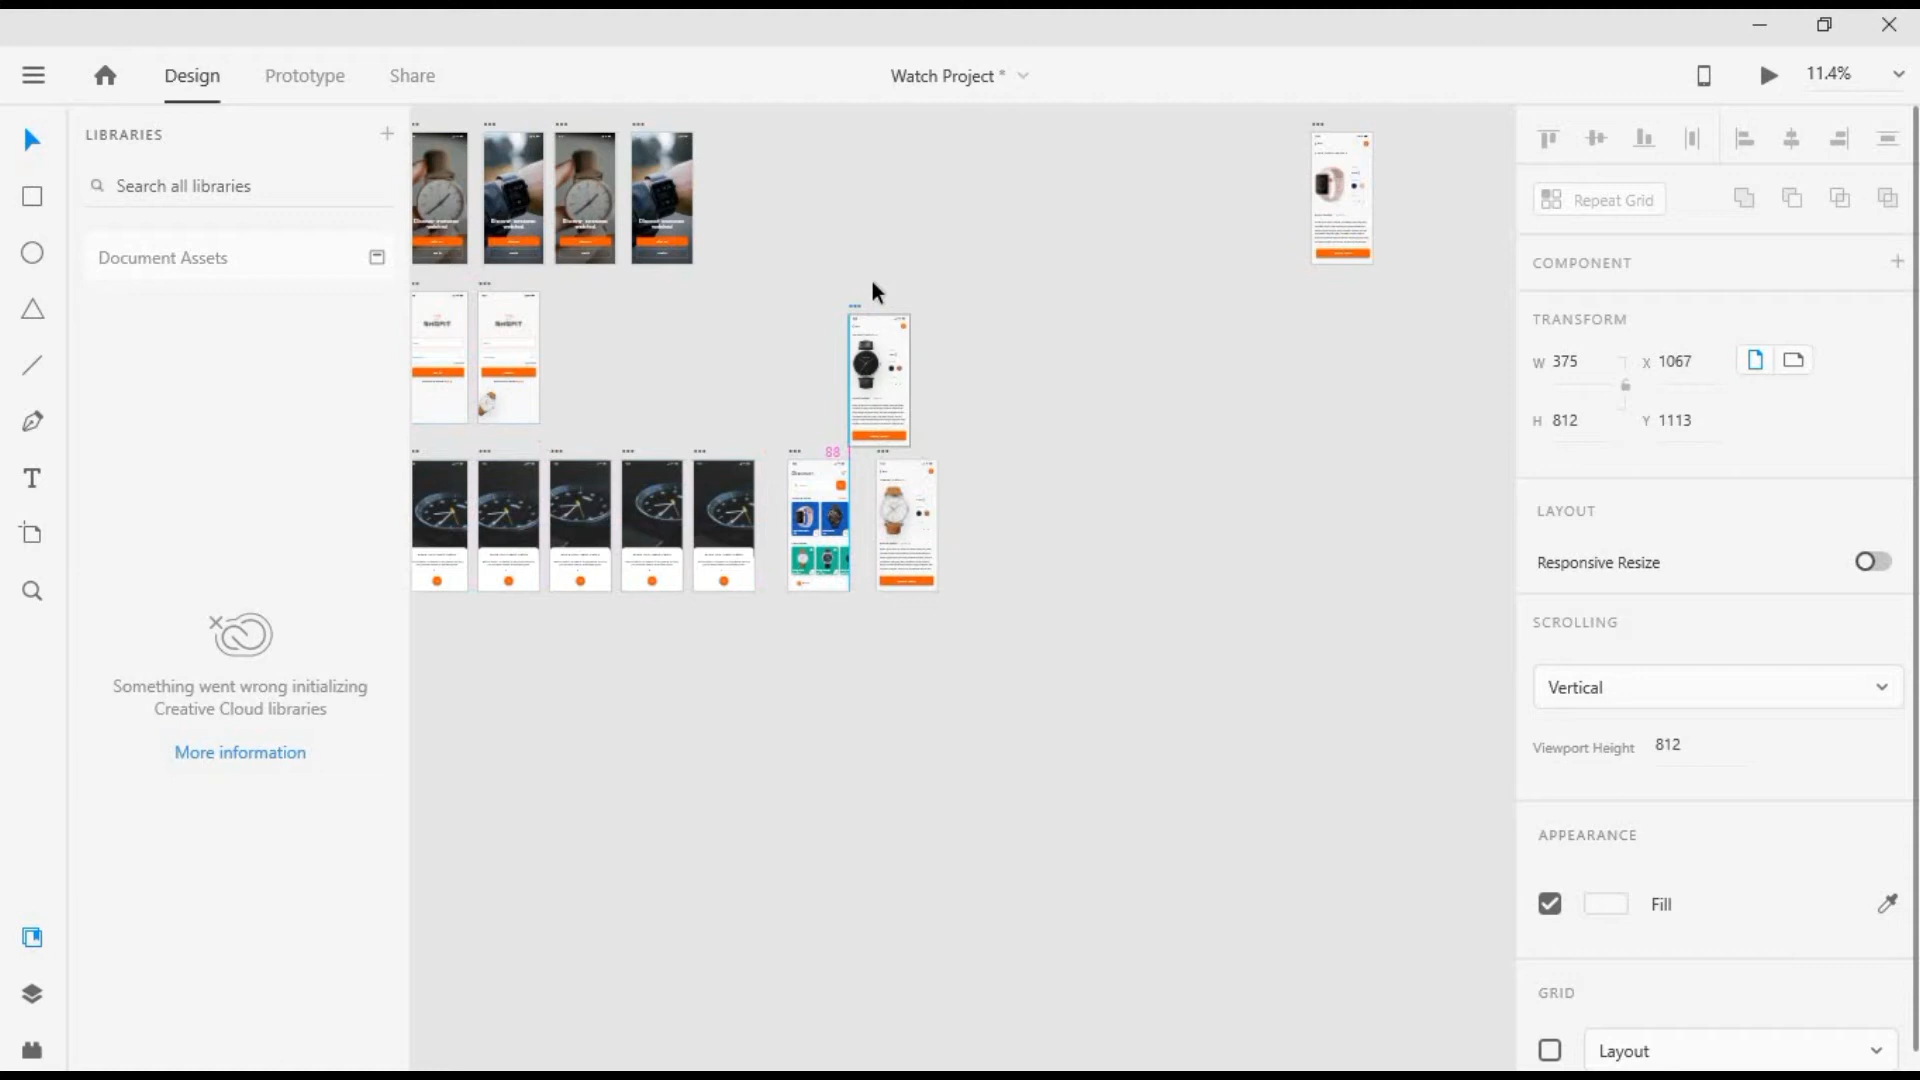 Design
Prototype
Share
Watch Project *
11.4%
LIBRARIES
Search all libraries
Document Assets
Something went wrong initializing
Creative Cloud libraries
More information
88
Repeat Grid
COMPONENT
TRANSFORM
W 375
X 1067
H 812
Y 1113
LAYOUT
Responsive Resize
SCROLLING
Vertical
Viewport Height 812
APPEARANCE
Fill
GRID
Layout